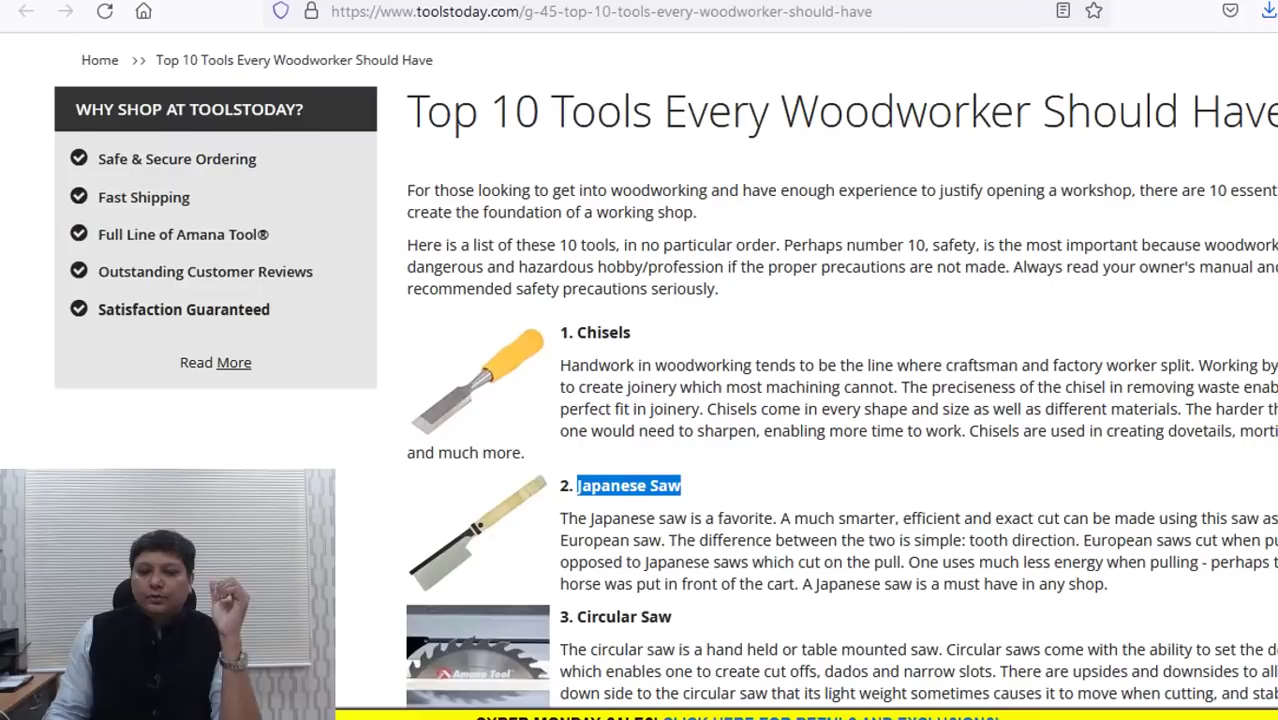 https://www.toolstoday.com/g-45-top-10-tools-every-woodworker-should-have
Home >> Top 10 Tools Every Woodworker Should Have
WHY SHOP AT TOOLSTODAY?
Safe & Secure Ordering
Fast Shipping
Full Line of Amana Tool®
Outstanding Customer Reviews
Satisfaction Guaranteed
Read More
Top 10 Tools Every Woodworker Should Have
For those looking to get into woodworking and have enough experience to justify opening a workshop, there are 10 essent
create the foundation of a working shop.
Here is a list of these 10 tools, in no particular order. Perhaps number 10, safety, is the most important because woodwork
dangerous and hazardous hobby/profession if the proper precautions are not made. Always read your owner's manual and
recommended safety precautions seriously.
1. Chisels
Handwork in woodworking tends to be the line where craftsman and factory worker split. Working by
to create joinery which most machining cannot. The preciseness of the chisel in removing waste enab
perfect fit in joinery. Chisels come in every shape and size as well as different materials. The harder th
one would need to sharpen, enabling more time to work. Chisels are used in creating dovetails, morti
and much more.
2. Japanese Saw
The Japanese saw is a favorite. A much smarter, efficient and exact cut can be made using this saw as
European saw. The difference between the two is simple: tooth direction. European saws cut when pu
opposed to Japanese saws which cut on the pull. One uses much less energy when pulling - perhaps t
horse was put in front of the cart. A Japanese saw is a must have in any shop.
3. Circular Saw
The circular saw is a hand held or table mounted saw. Circular saws come with the ability to set the de
which enables one to create cut offs, dados and narrow slots. There are upsides and downsides to all
down side to the circular saw that its light weight sometimes causes it to move when cutting, and stab
Amana Tool
CYBER MONDAY SALES! CLICK HERE FOR DETAILS AND EXCLUSIONS!